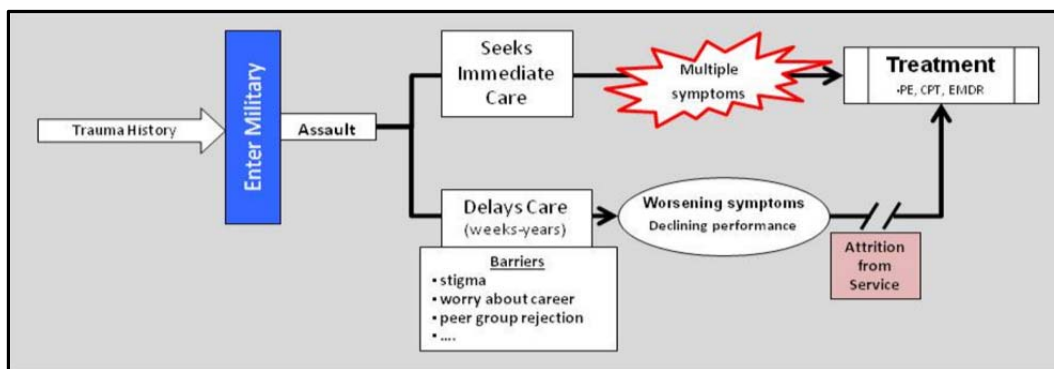 Trauma History
Enter Military
Assault
Seeks
Immediate
Care
Multiple
symptoms
Treatment
•PE, CPT, EMDR
Delays Care
(weeks-years)
Barriers
▪ stigma
▪ worry about career
▪ peer group rejection
▪ ....
Worsening symptoms
Declining performance
Attrition
from
Service